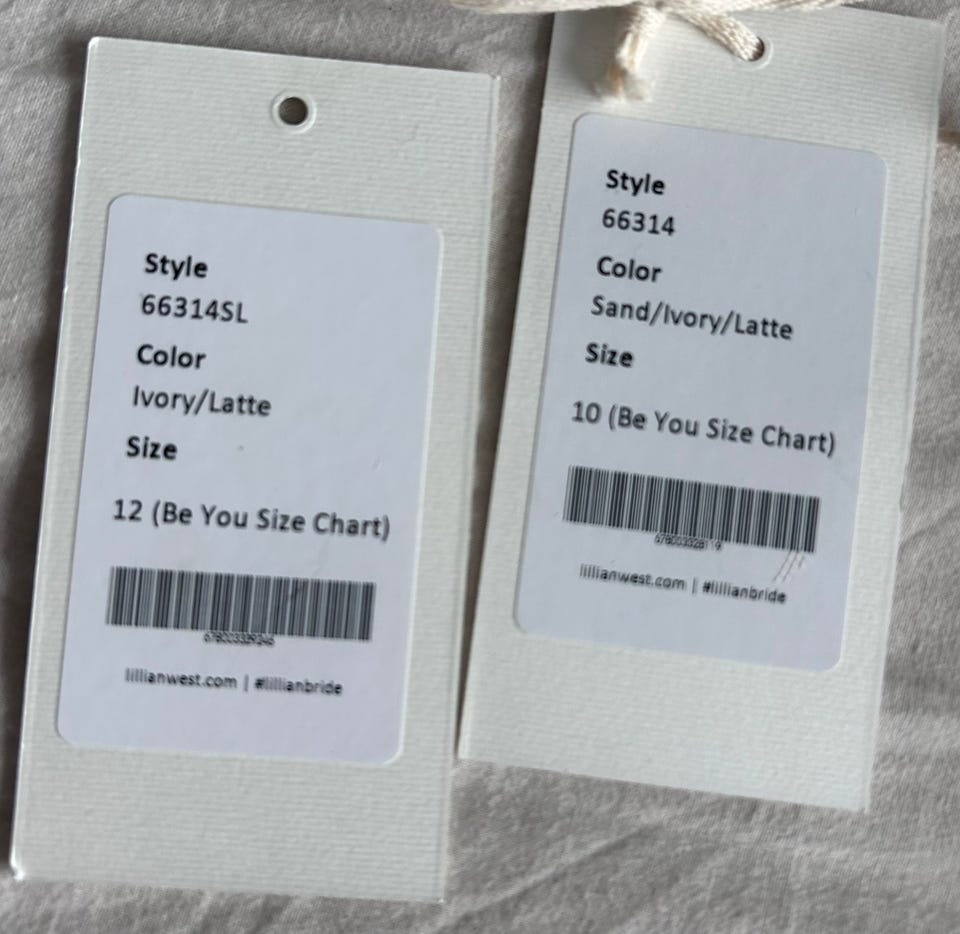 Style
66314SL
Color
Ivory/Latte
Size
12 (Be You Size Chart)
lillianwest.com | #lillianbride
Style
66314
Color
Sand/Ivory/Latte
Size
10 (Be You Size Chart)
lillianwest.com | #lillianbride